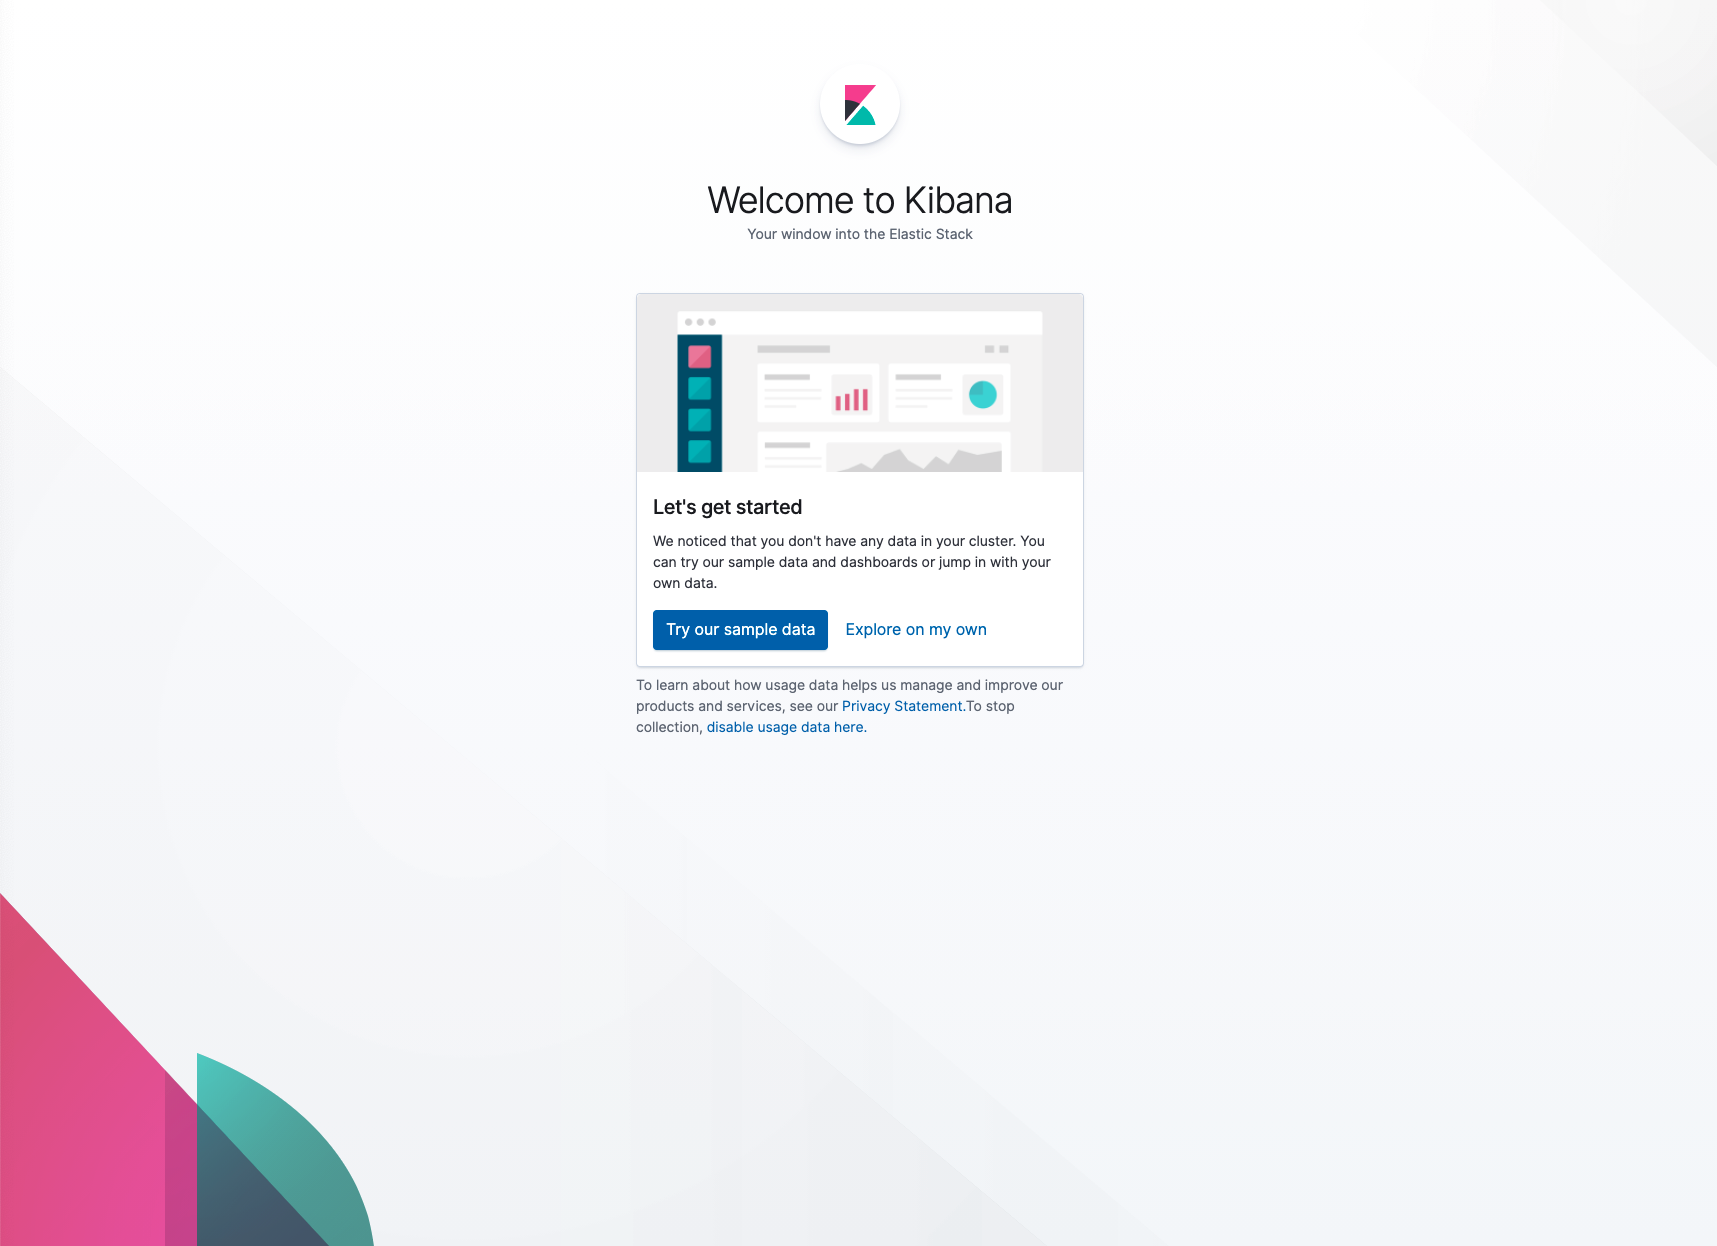 Welcome to Kibana
Your window into the Elastic Stack
Let's get started
We noticed that you don't have any data in your cluster. You
can try our sample data and dashboards or jump in with your
own data.
Try our sample data
Explore on my own
To learn about how usage data helps us manage and improve our
products and services, see our Privacy Statement.To stop
collection, disable usage data here.